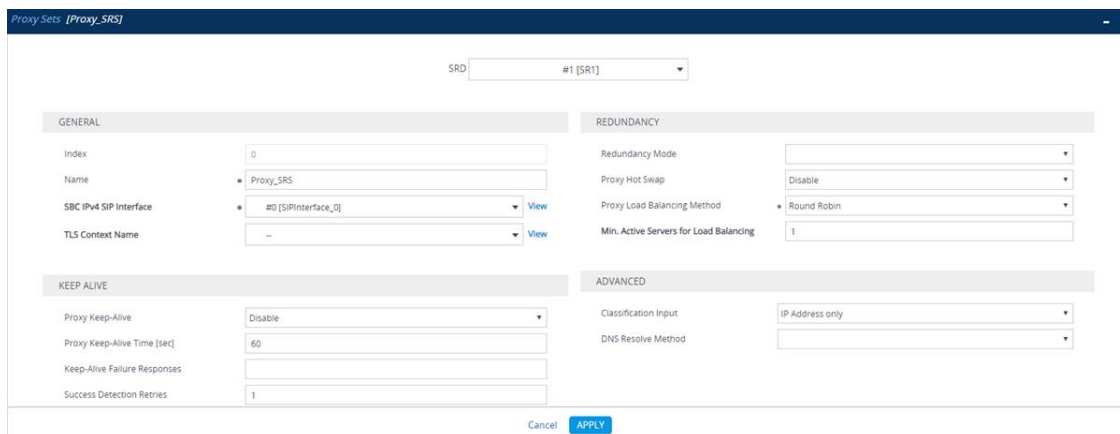 Proxy Sets [Proxy_SRS] –
SRD #1 [SR1]
GENERAL
Index 0
Name Proxy_SRS
SBC IPv4 SIP Interface #0 [SIPInterface_0] View
TLS Context Name -- View
KEEP ALIVE
Proxy Keep-Alive Disable
Proxy Keep-Alive Time [sec] 60
Keep-Alive Failure Responses
Success Detection Retries 1
REDUNDANCY
Redundancy Mode
Proxy Hot Swap Disable
Proxy Load Balancing Method Round Robin
Min. Active Servers for Load Balancing 1
ADVANCED
Classification Input IP Address only
DNS Resolve Method
Cancel APPLY